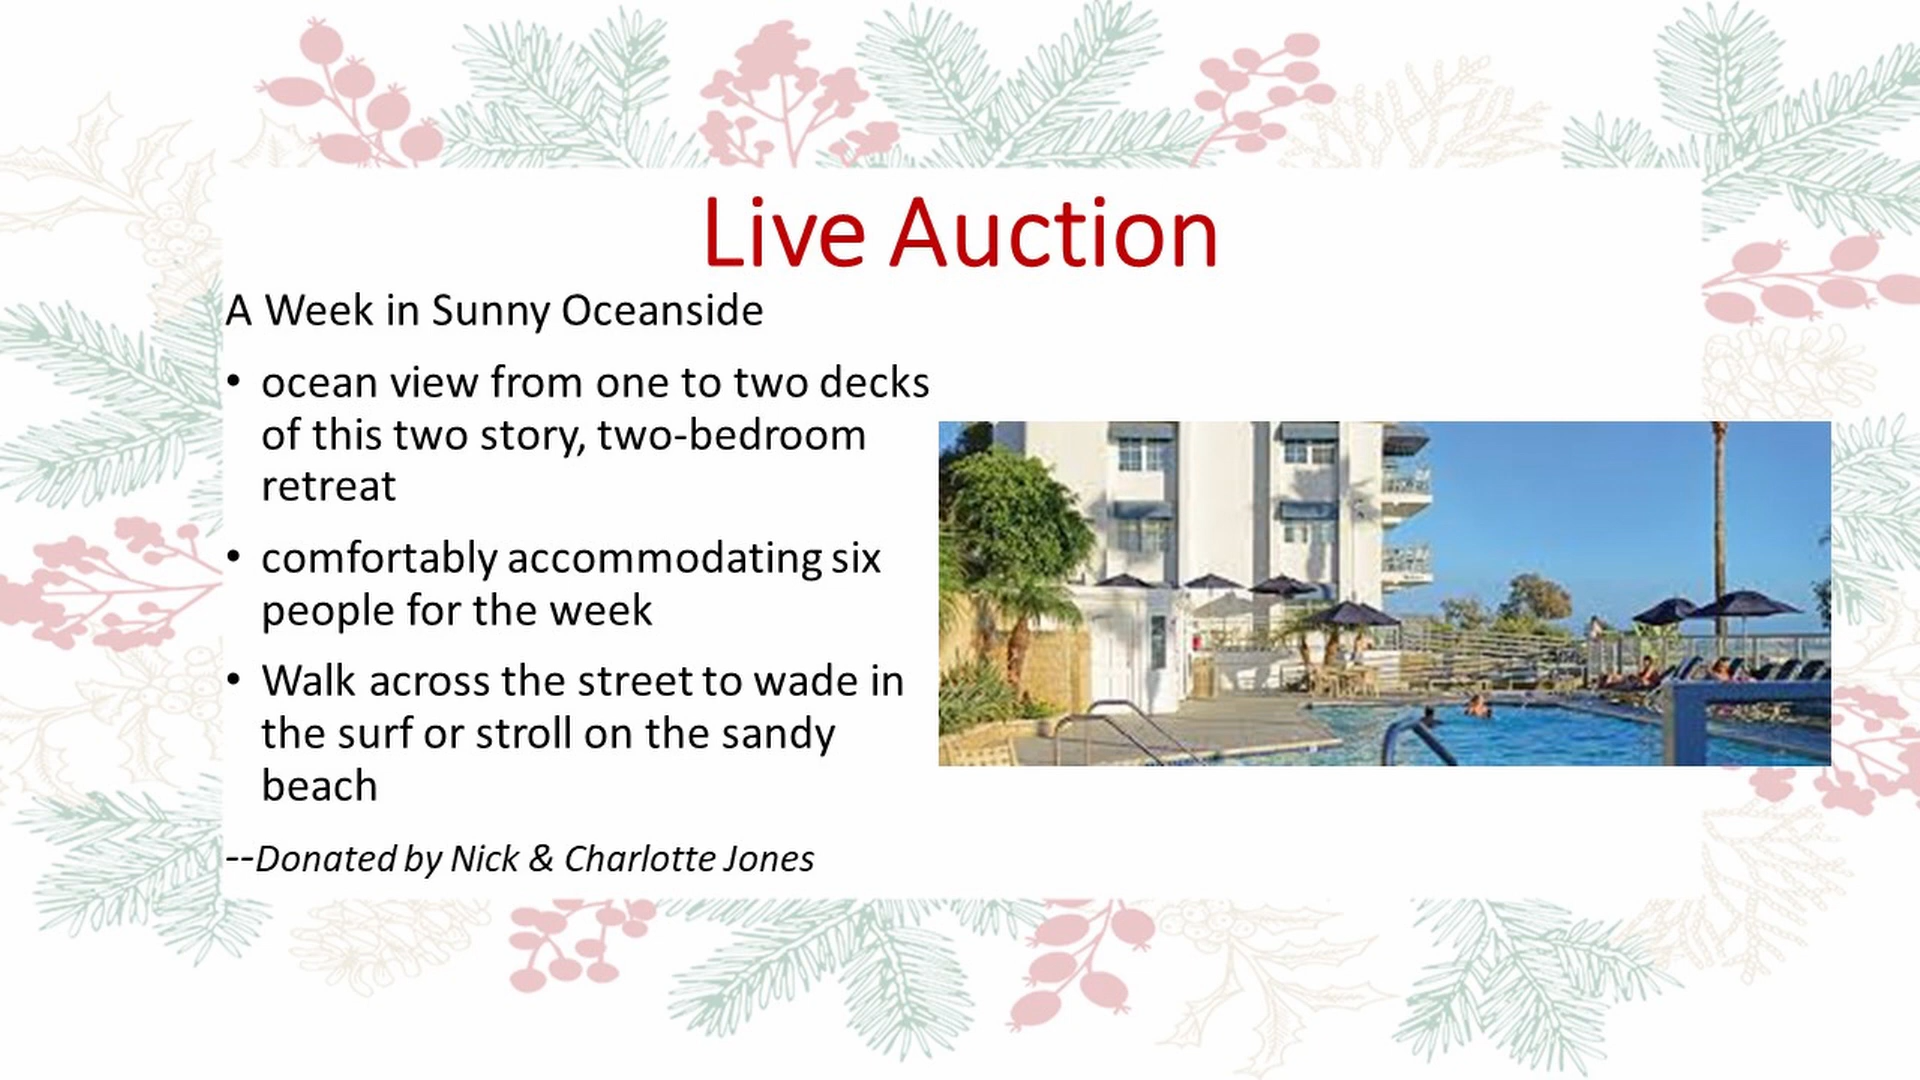 Live Auction
A Week in Sunny Oceanside
• ocean view from one to two decks
of this two story, two-bedroom
retreat
• comfortably accommodating six
people for the week
• Walk across the street to wade in
the surf or stroll on the sandy
beach
--Donated by Nick & Charlotte Jones